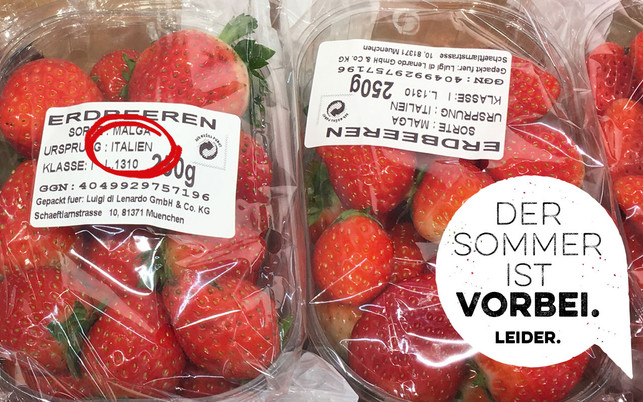 ERDBEEREN
SORTE : MALGA
URSPRUNG : ITALIEN
KLASSE: I L.1310 250g
GGN: 4049929757196
Gepackt fuer: Luigi di Lenardo GmbH & Co. KG
Schaeftlarnstrasse 10, 81371 Muenchen
ERDBEEREN
SORTE : MALGA
URSPRUNG : ITALIEN
KLASSE: I L.1310 250g
GGN : 4049929757196
Gepackt fuer: Luigi di Lenardo GmbH & Co. KG
Schaeftlarnstrasse 10, 81371 Muenchen
DER
SOMMER
IST
VORBEI.
LEIDER.